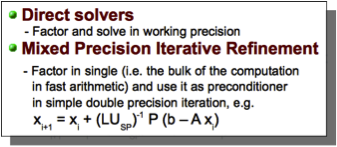 Direct solvers
- Factor and solve in working precision
Mixed Precision Iterative Refinement
- Factor in single (i.e. the bulk of the computation
in fast arithmetic) and use it as preconditioner
in simple double precision iteration, e.g.
x_{i+1} = x_i + (LU_{SP})^{-1} P (b – A x_i)